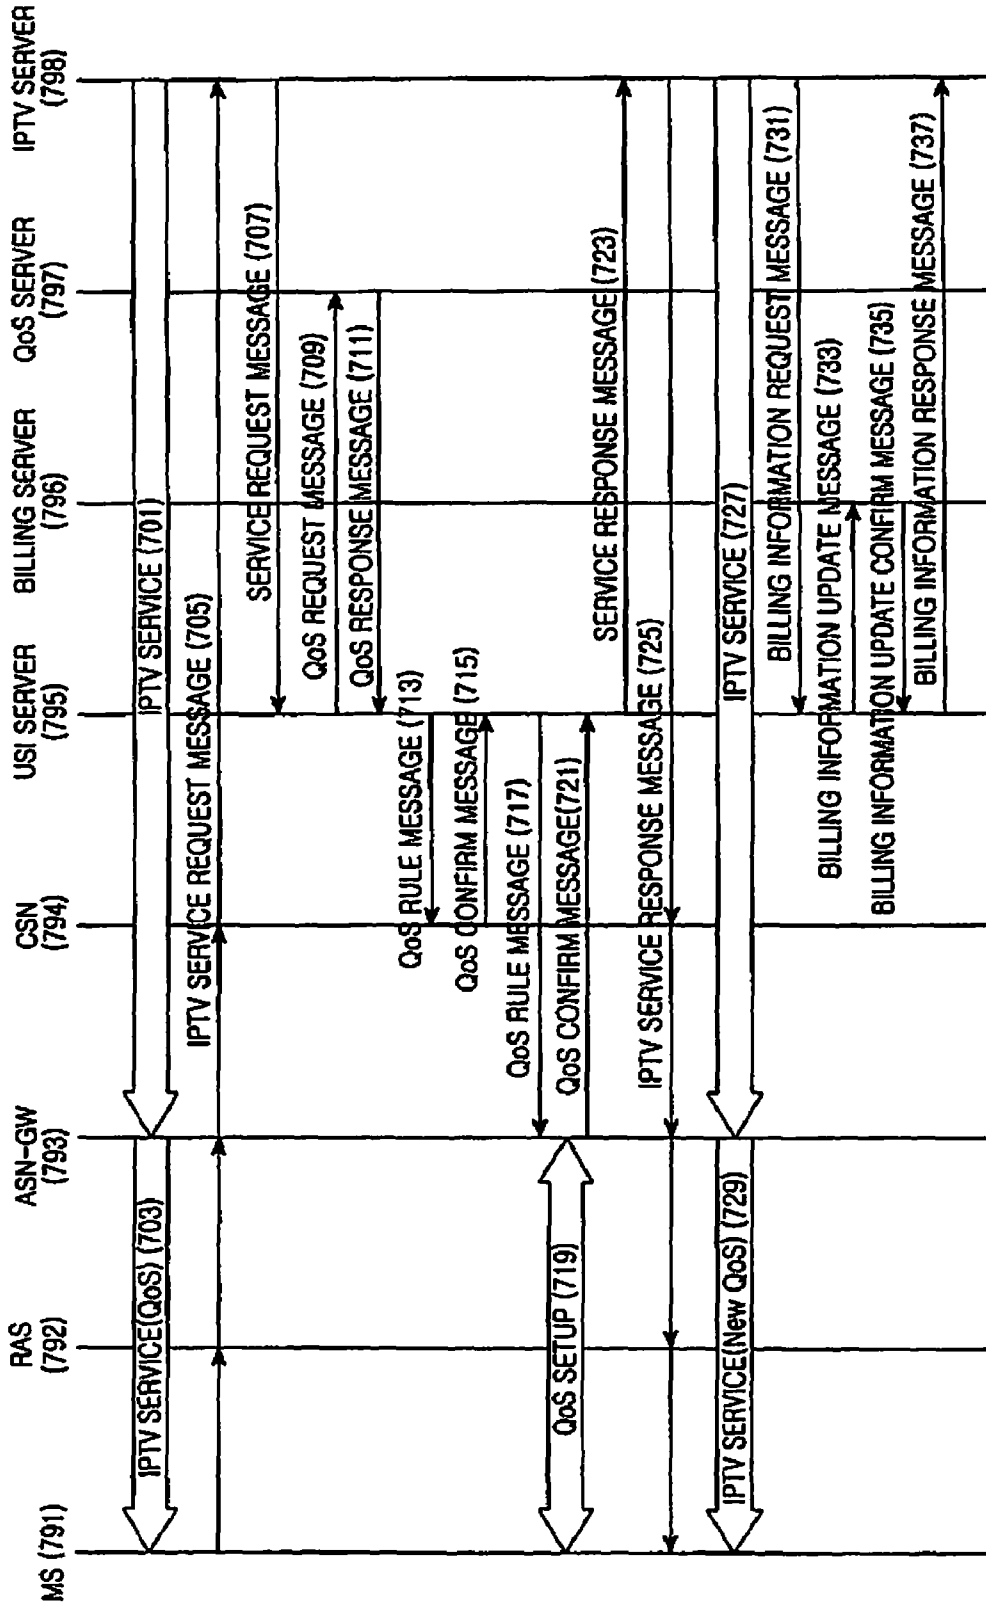 MS (791)
RAS
(792)
ASN-GW
(793)
CSN
(794)
USI SERVER
(795)
BILLING SERVER
(796)
QoS SERVER
(797)
IPTV SERVER
(798)
IPTV SERVICE(QoS) (703)
IPTV SERVICE (701)
IPTV SERVICE REQUEST MESSAGE (705)
SERVICE REQUEST MESSAGE (707)
QoS REQUEST MESSAGE (709)
QoS RESPONSE MESSAGE (711)
QoS RULE MESSAGE (713)
QoS CONFIRM MESSAGE (715)
QoS RULE MESSAGE (717)
QoS SETUP (719)
QoS CONFIRM MESSAGE(721)
SERVICE RESPONSE MESSAGE (723)
IPTV SERVICE RESPONSE MESSAGE (725)
IPTV SERVICE(New QoS) (729)
IPTV SERVICE (727)
BILLING INFORMATION REQUEST MESSAGE (731)
BILLING INFORMATION UPDATE MESSAGE (733)
BILLING INFORMATION UPDATE CONFIRM MESSAGE (735)
BILLING INFORMATION RESPONSE MESSAGE (737)